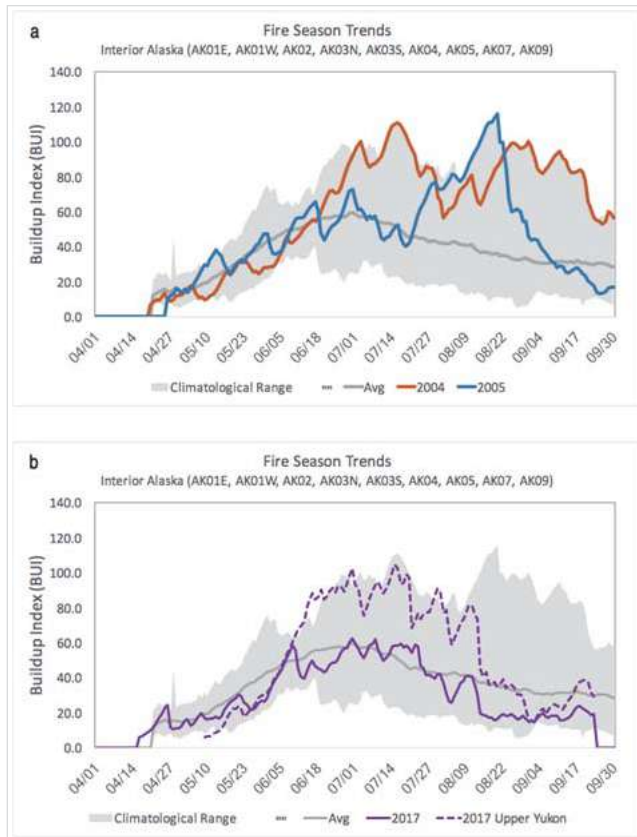 a
Fire Season Trends
Interior Alaska (AK01E, AK01W, AK02, AK03N, AK03S, AK04, AK05, AK07, AK09)
Buildup Index (BUI)
140.0
120.0
100.0
80.0
60.0
40.0
20.0
0.0
04/01 04/14 04/27 05/10 05/23 06/05 06/18 07/01 07/14 07/27 08/09 08/22 09/04 09/17 09/30
Climatological Range Avg 2004 2005
b
Fire Season Trends
Interior Alaska (AK01E, AK01W, AK02, AK03N, AK03S, AK04, AK05, AK07, AK09)
Buildup Index (BUI)
140.0
120.0
100.0
80.0
60.0
40.0
20.0
0.0
04/01 04/14 04/27 05/10 05/23 06/05 06/18 07/01 07/14 07/27 08/09 08/22 09/04 09/17 09/30
Climatological Range Avg 2017 2017 Upper Yukon